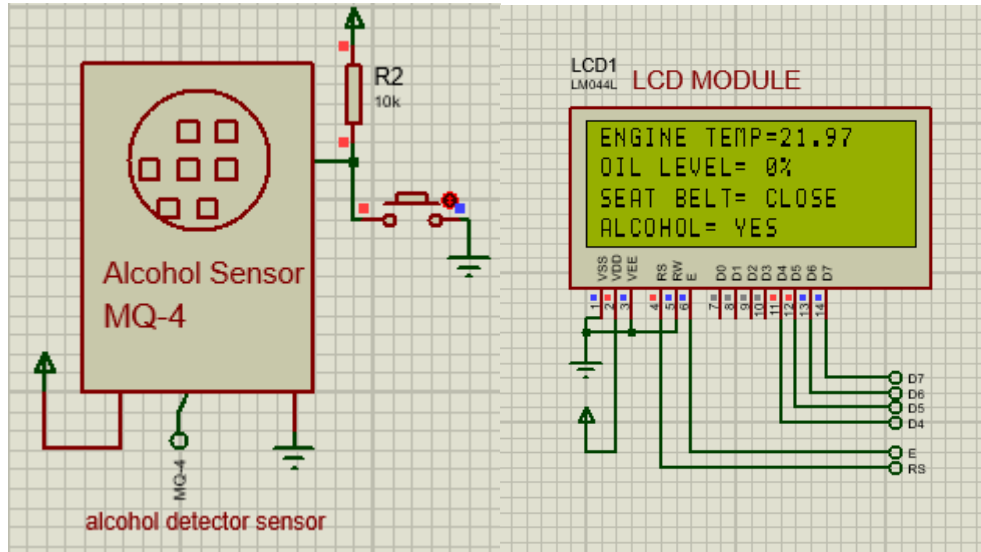 R2
10k
Alcohol Sensor
MQ-4
MQ-4
alcohol detector sensor
LCD1
LM044L
LCD MODULE
ENGINE TEMP=21.97
OIL LEVEL= 0%
SEAT BELT= CLOSE
ALCOHOL= YES
VSS
VDD
VEE
RS
RW
E
D0
D1
D2
D3
D4
D5
D6
D7
1
2
3
4
5
6
7
8
9
10
11
12
13
14
D7
D6
D5
D4
E
RS